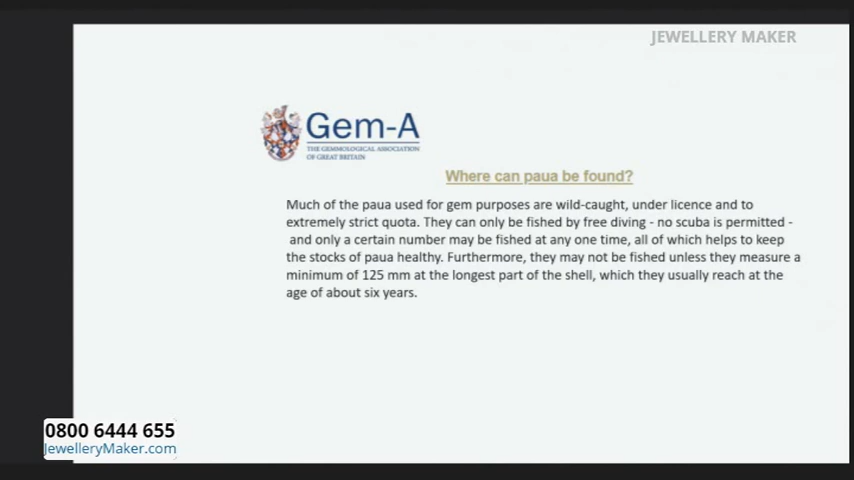 JEWELLERY MAKER
Gem-A
THE GEMMOLOGICAL ASSOCIATION
OF GREAT BRITAIN
Where can paua be found?
Much of the paua used for gem purposes are wild-caught, under licence and to
extremely strict quota. They can only be fished by free diving - no scuba is permitted -
and only a certain number may be fished at any one time, all of which helps to keep
the stocks of paua healthy. Furthermore, they may not be fished unless they measure a
minimum of 125 mm at the longest part of the shell, which they usually reach at the
age of about six years.
0800 6444 655
JewelleryMaker.com